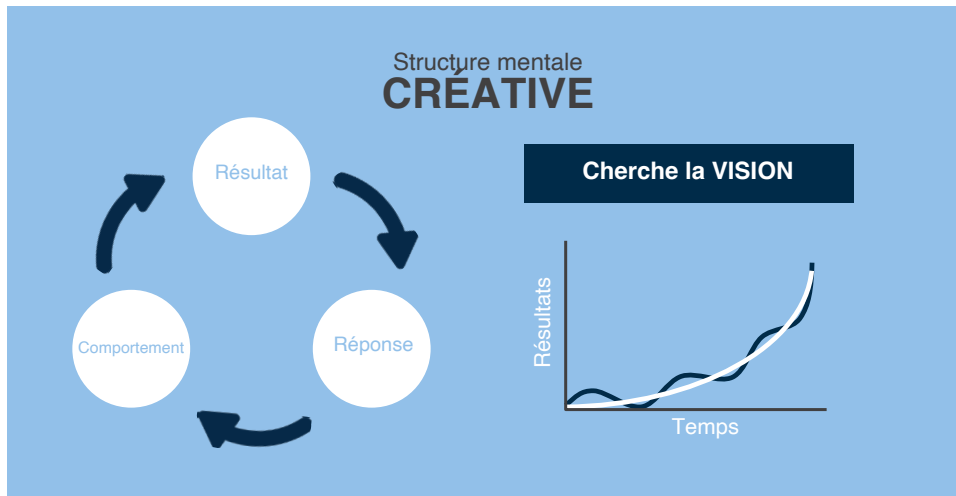 Structure mentale
CRÉATIVE
Résultat
Réponse
Comportement
Cherche la VISION
Résultats
Temps